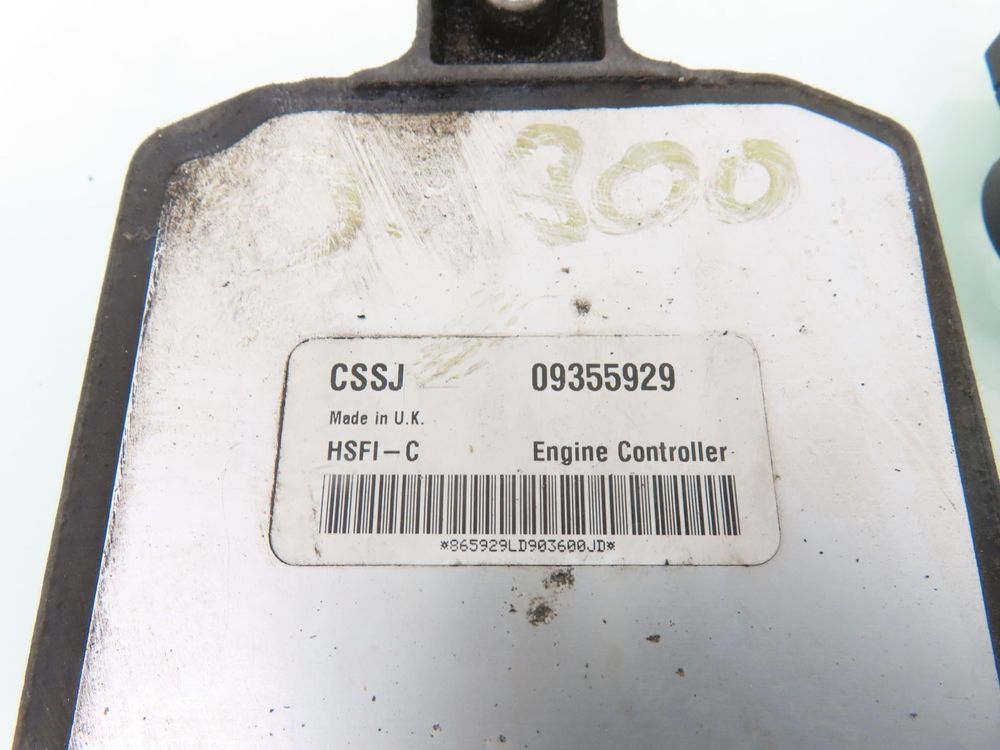 300
CSSJ 09355929
Made in U.K.
HSFI-C Engine Controller
*865929LD903600JD*